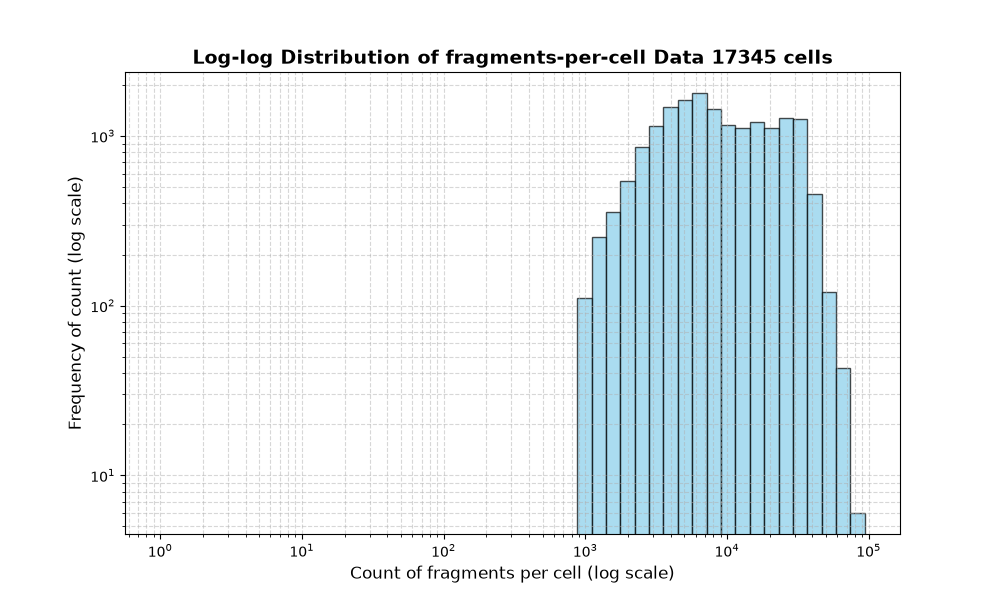 Log-log Distribution of fragments-per-cell Data 17345 cells
Frequency of count (log scale)
10³
10²
10¹
10⁰ 10¹ 10² 10³ 10⁴ 10⁵
Count of fragments per cell (log scale)